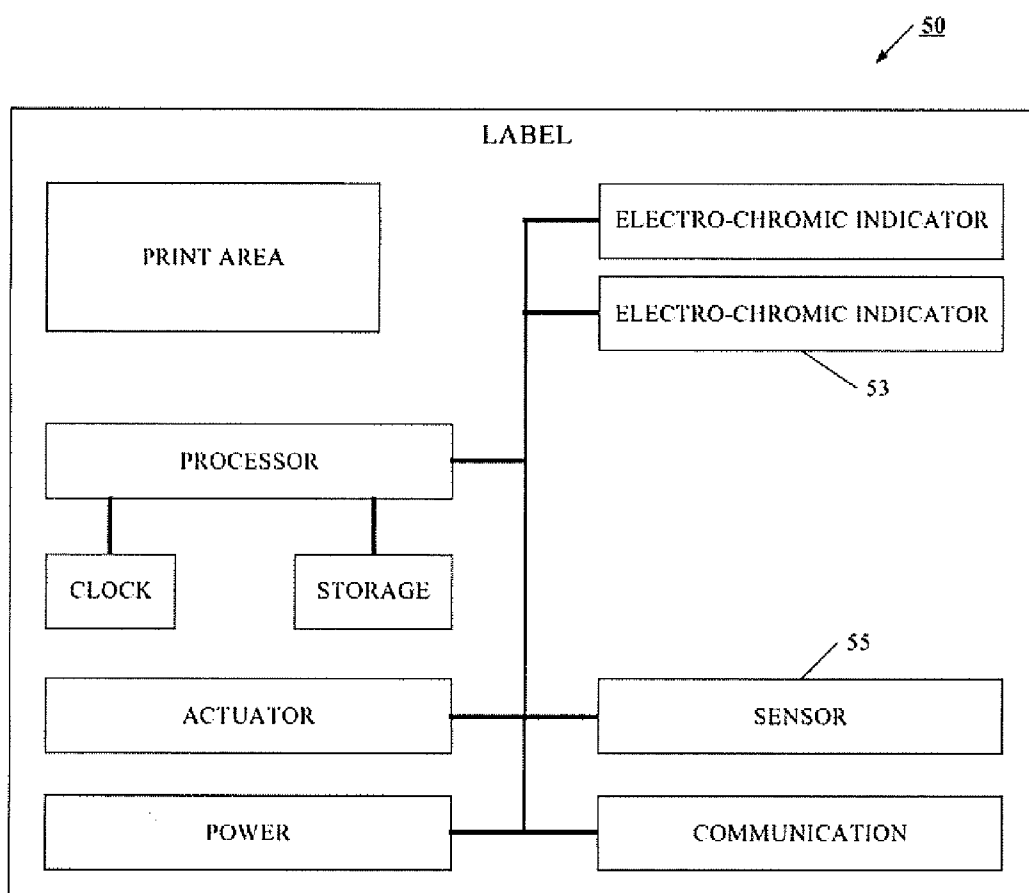 50
LABEL
PRINT AREA
ELECTRO-CHROMIC INDICATOR
ELECTRO-CHROMIC INDICATOR
53
PROCESSOR
CLOCK
STORAGE
55
ACTUATOR
SENSOR
POWER
COMMUNICATION